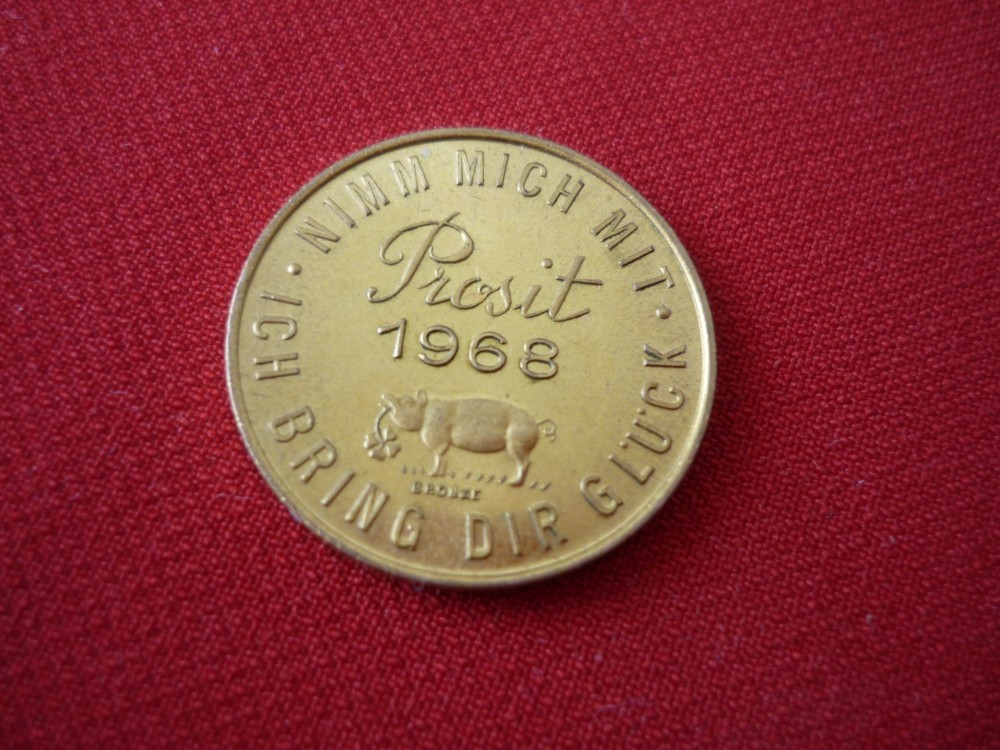 NIMM MICH MIT
Prosit
1968
BRONZE
ICH BRING DIR GLÜCK